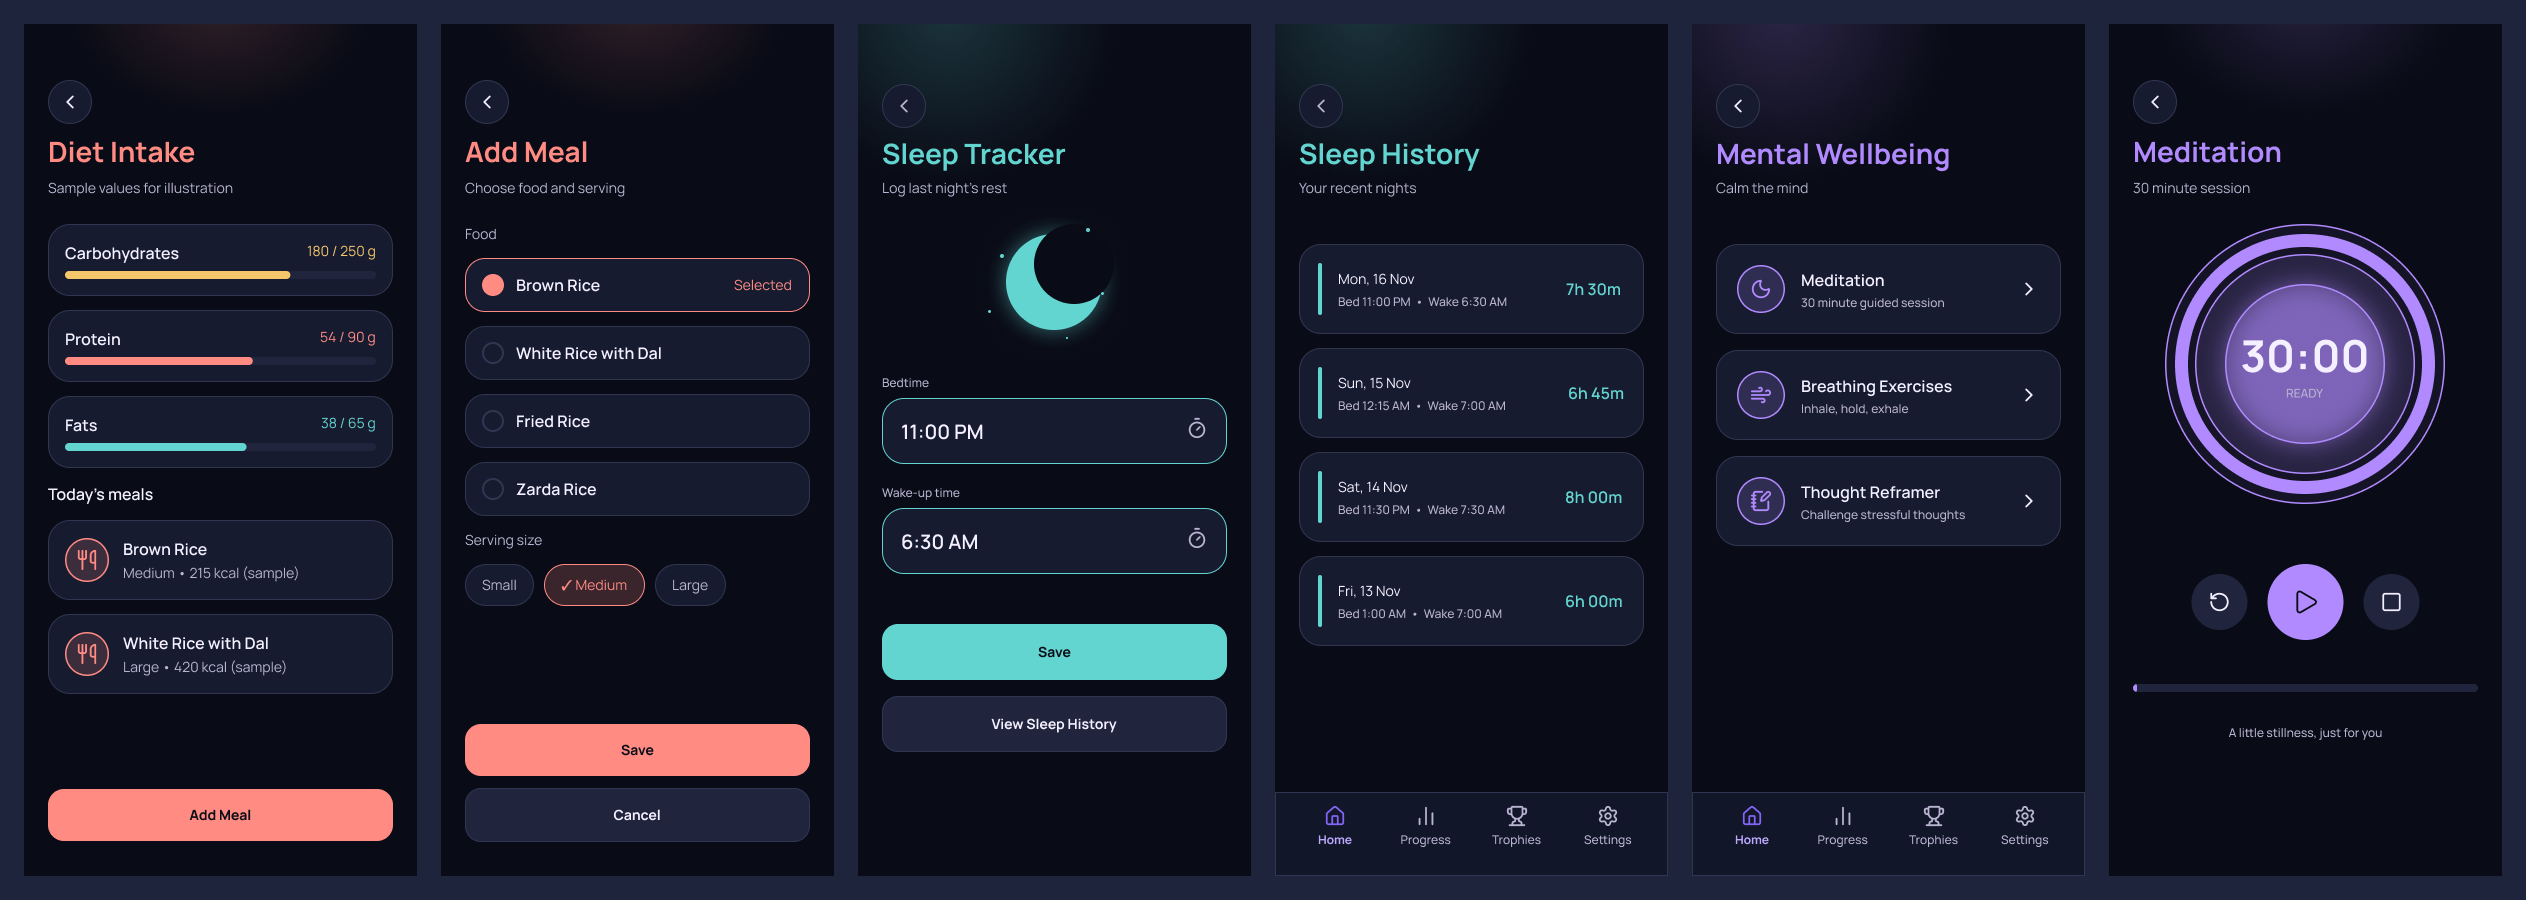 Diet Intake
Sample values for illustration
Carbohydrates 180 / 250 g
Protein 54 / 90 g
Fats 38 / 65 g
Today's meals
Brown Rice
Medium • 215 kcal (sample)
White Rice with Dal
Large • 420 kcal (sample)
Add Meal
Add Meal
Choose food and serving
Food
Brown Rice Selected
White Rice with Dal
Fried Rice
Zarda Rice
Serving size
Small ✓ Medium Large
Save
Cancel
Sleep Tracker
Log last night's rest
Bedtime
11:00 PM
Wake-up time
6:30 AM
Save
View Sleep History
Sleep History
Your recent nights
Mon, 16 Nov
Bed 11:00 PM • Wake 6:30 AM
7h 30m
Sun, 15 Nov
Bed 12:15 AM • Wake 7:00 AM
6h 45m
Sat, 14 Nov
Bed 11:30 PM • Wake 7:30 AM
8h 00m
Fri, 13 Nov
Bed 1:00 AM • Wake 7:00 AM
6h 00m
Home Progress Trophies Settings
Mental Wellbeing
Calm the mind
Meditation
30 minute guided session
Breathing Exercises
Inhale, hold, exhale
Thought Reframer
Challenge stressful thoughts
Home Progress Trophies Settings
Meditation
30 minute session
30:00
READY
A little stillness, just for you